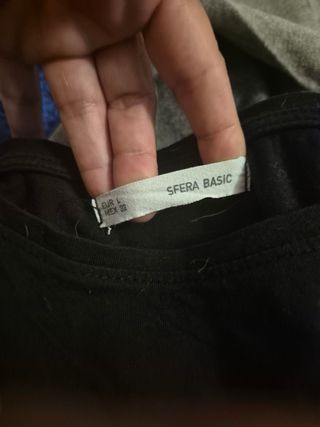 SFERA BASIC
EUR L
MEX 32